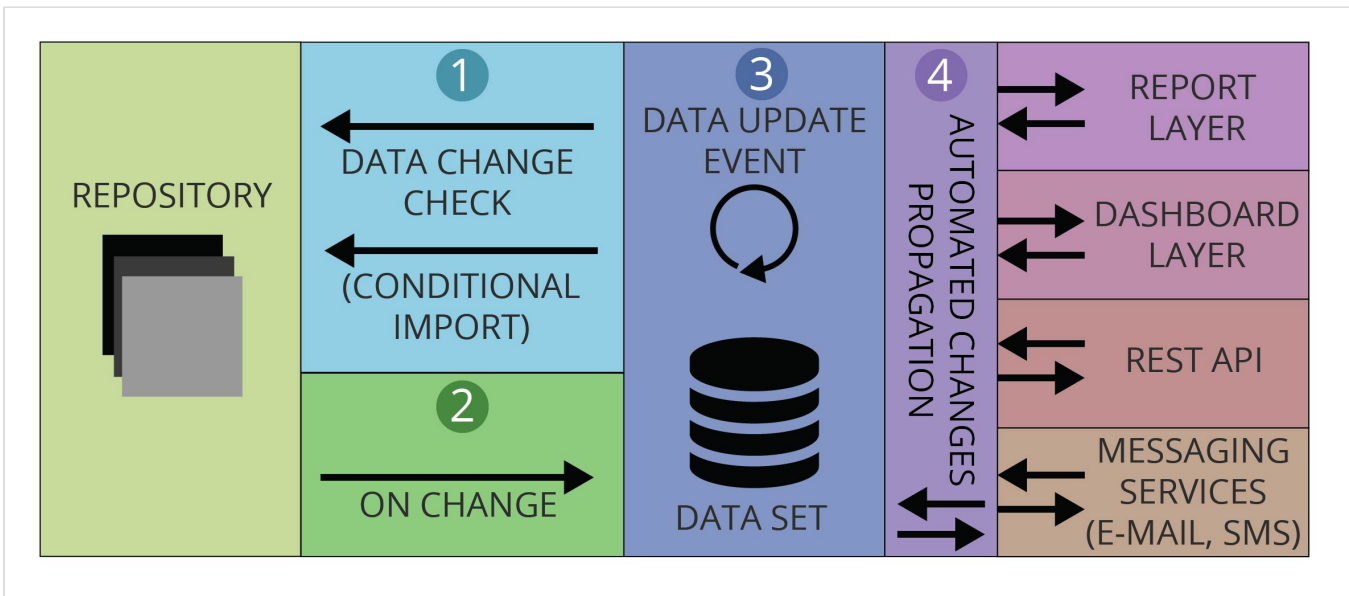 REPOSITORY
1
DATA CHANGE
CHECK
(CONDITIONAL
IMPORT)
2
ON CHANGE
3
DATA UPDATE
EVENT
DATA SET
4
AUTOMATED CHANGES
PROPAGATION
REPORT
LAYER
DASHBOARD
LAYER
REST API
MESSAGING
SERVICES
(E-MAIL, SMS)